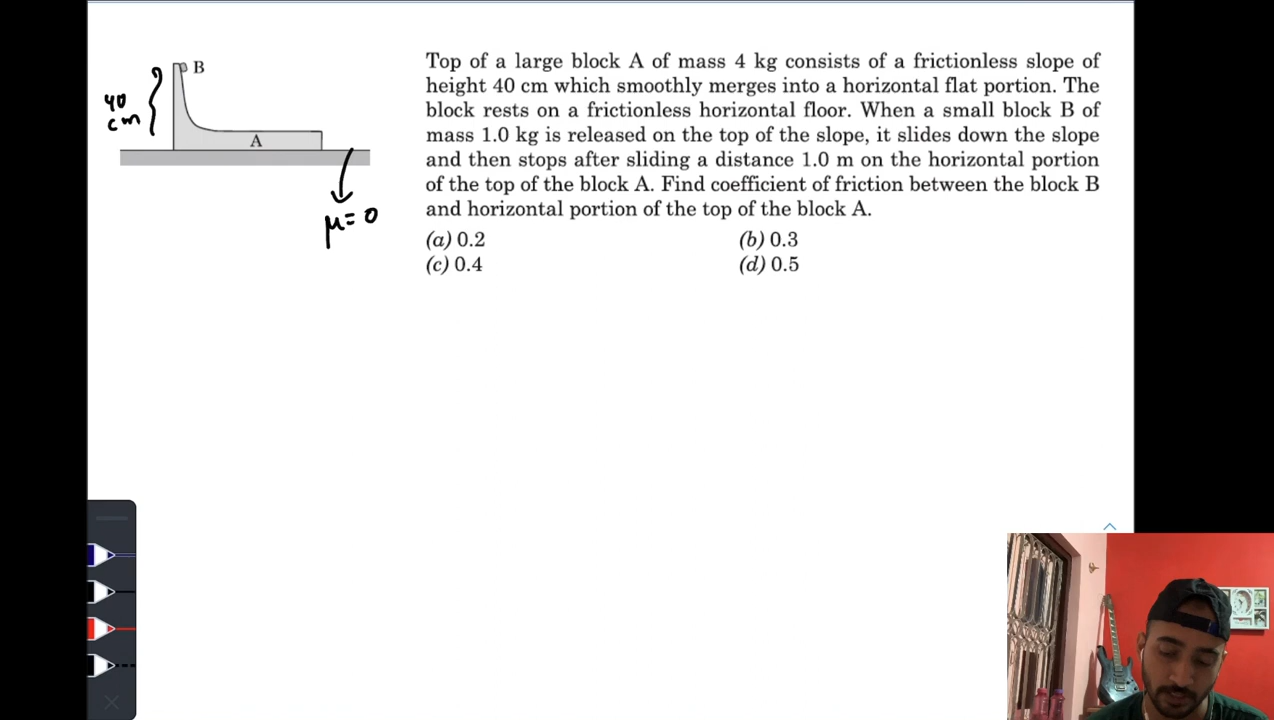 B
40
cm
A
μ = 0
Top of a large block A of mass 4 kg consists of a frictionless slope of
height 40 cm which smoothly merges into a horizontal flat portion. The
block rests on a frictionless horizontal floor. When a small block B of
mass 1.0 kg is released on the top of the slope, it slides down the slope
and then stops after sliding a distance 1.0 m on the horizontal portion
of the top of the block A. Find coefficient of friction between the block B
and horizontal portion of the top of the block A.
(a) 0.2
(b) 0.3
(c) 0.4
(d) 0.5